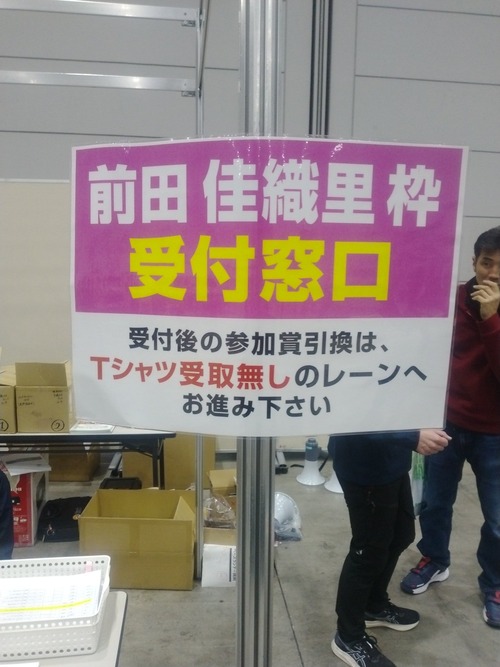 前田 佳織里 枠
受付窓口
受付後の参加賞引換は、
Tシャツ受取無しのレーンへ
お進み下さい
①
②